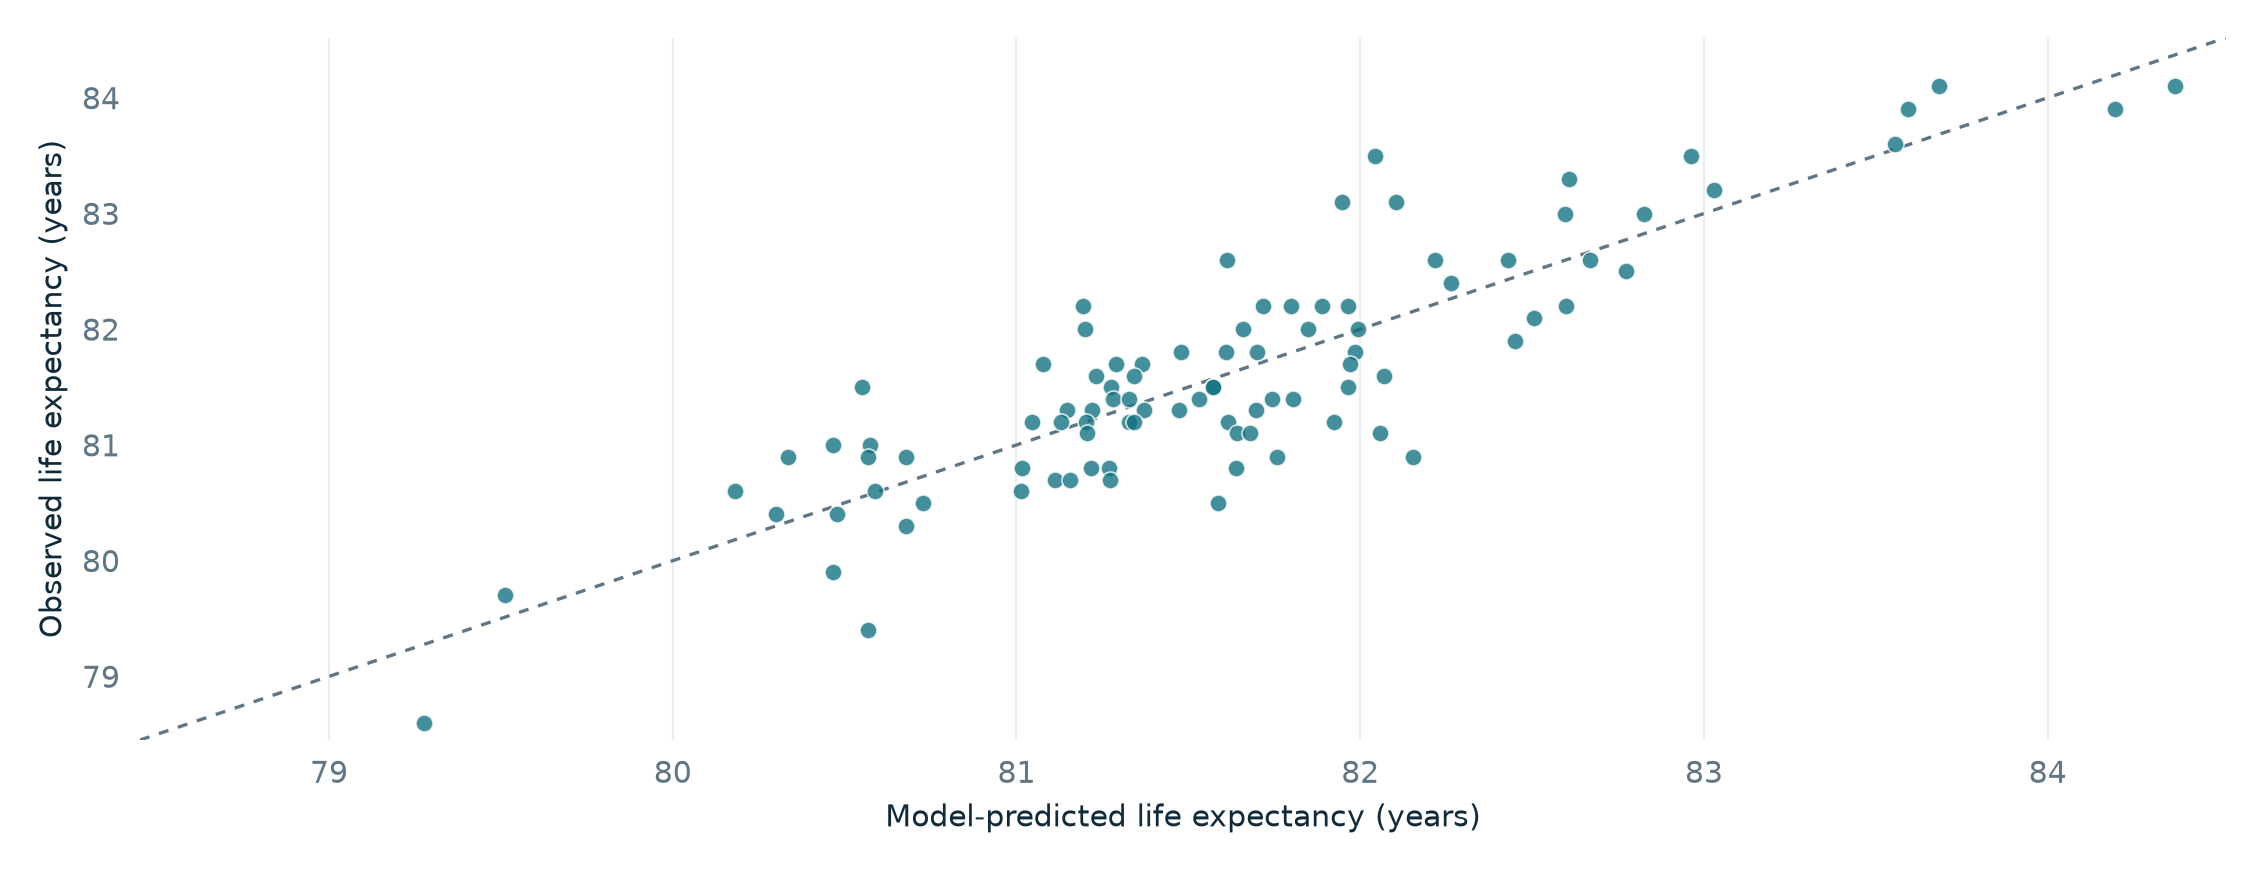 84
83
82
81
80
79
Observed life expectancy (years)
79 80 81 82 83 84
Model-predicted life expectancy (years)